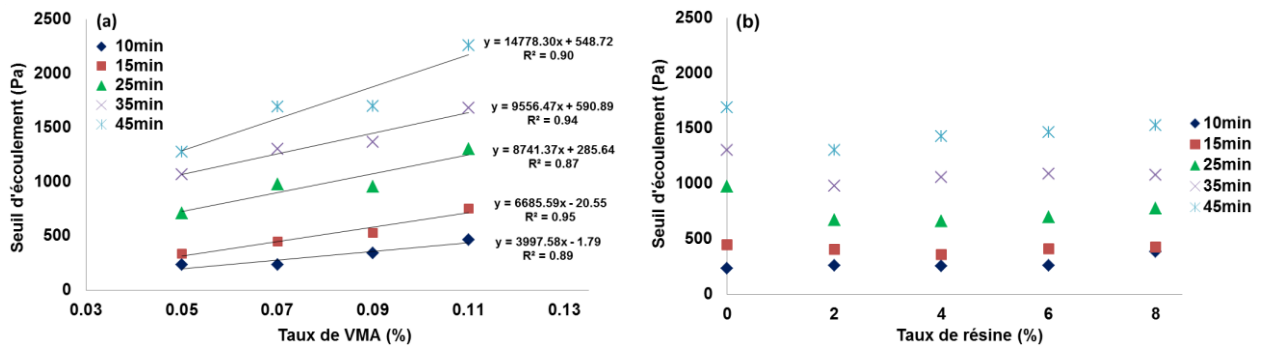 (a)
2500
2000
1500
1000
500
0
Seuil d'écoulement (Pa)
10min
15min
25min
35min
45min
y = 14778.30x + 548.72
R² = 0.90
y = 9556.47x + 590.89
R² = 0.94
y = 8741.37x + 285.64
R² = 0.87
y = 6685.59x - 20.55
R² = 0.95
y = 3997.58x - 1.79
R² = 0.89
0.03 0.05 0.07 0.09 0.11 0.13
Taux de VMA (%)
(b)
2500
2000
1500
1000
500
0
Seuil d'écoulement (Pa)
10min
15min
25min
35min
45min
0 2 4 6 8
Taux de résine (%)